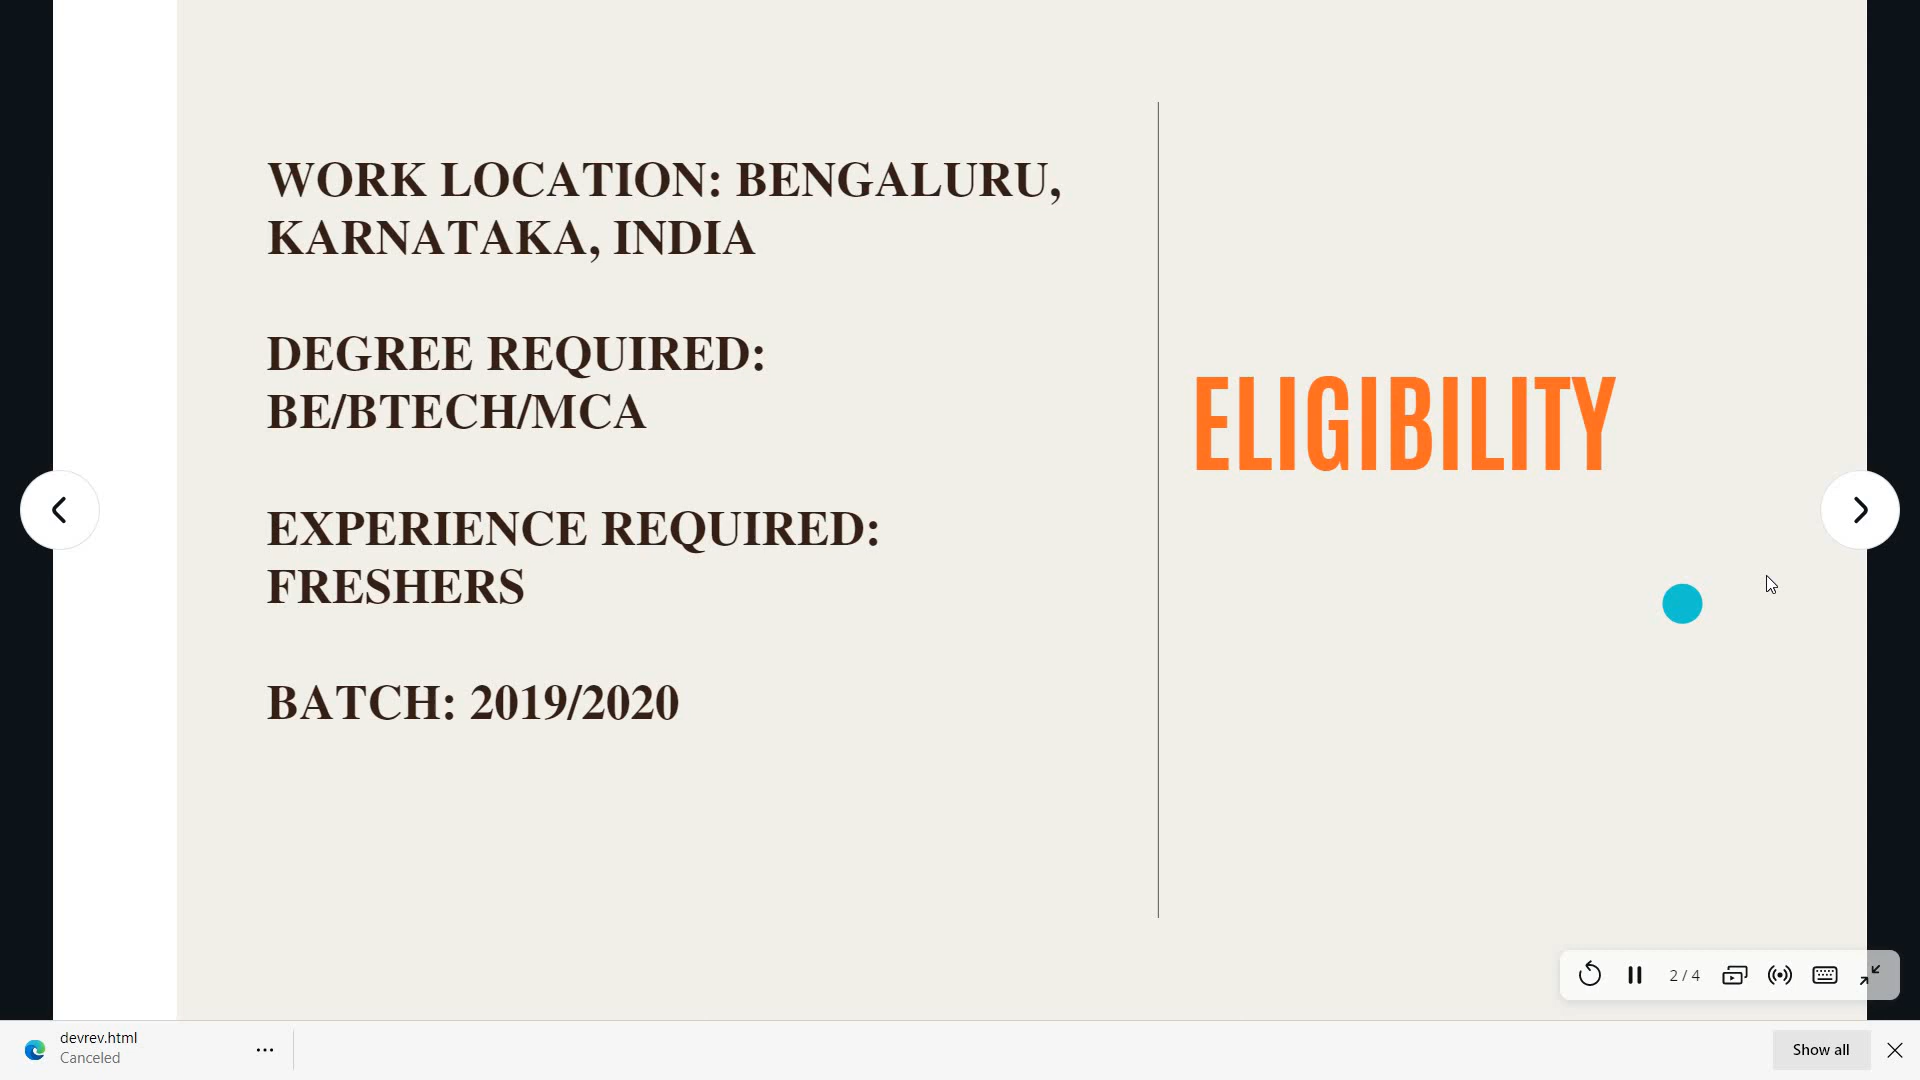 WORK LOCATION: BENGALURU,
KARNATAKA, INDIA
DEGREE REQUIRED:
BE/BTECH/MCA
EXPERIENCE REQUIRED:
FRESHERS
BATCH: 2019/2020
ELIGIBILITY
2 / 4
devrev.html
Canceled
Show all